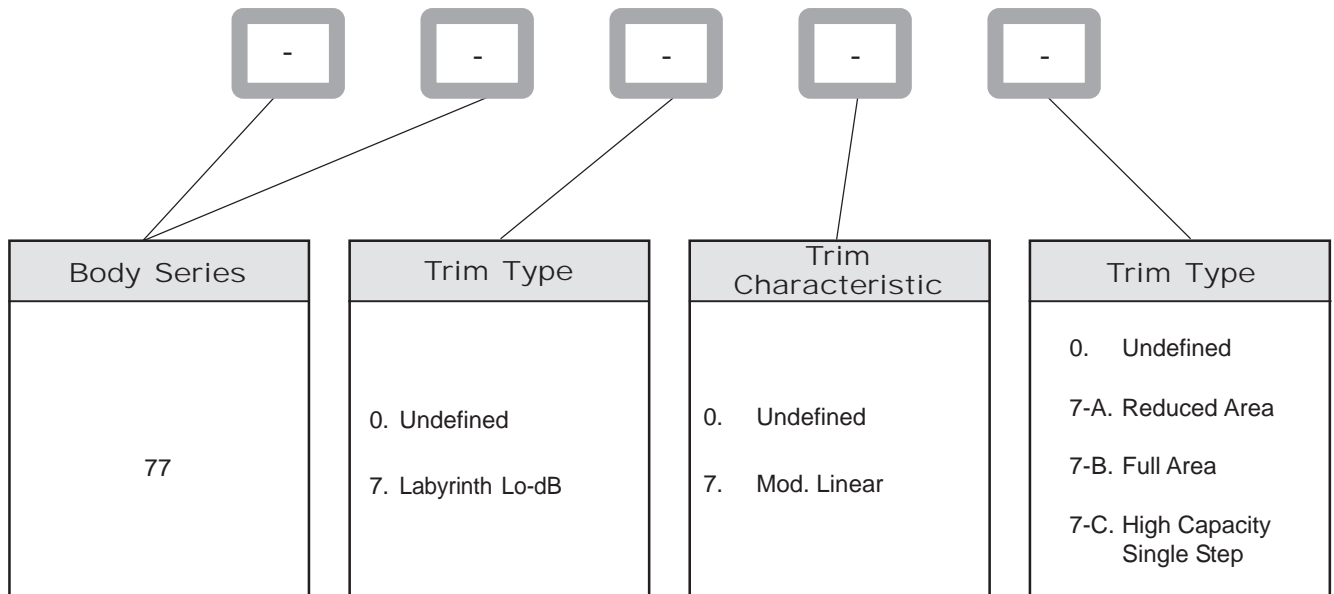 - - - - -
Body Series
77
Trim Type
0. Undefined
7. Labyrinth Lo-dB
Trim
Characteristic
0. Undefined
7. Mod. Linear
Trim Type
0. Undefined
7-A. Reduced Area
7-B. Full Area
7-C. High Capacity
Single Step